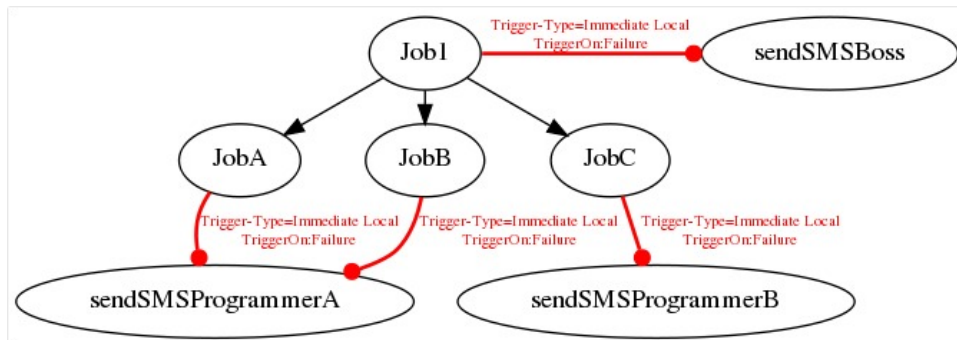 Trigger-Type=Immediate Local
TriggerOn:Failure
Job1
sendSMSBoss
JobA
JobB
JobC
Trigger-Type=Immediate Local
TriggerOn:Failure
Trigger-Type=Immediate Local
TriggerOn:Failure
Trigger-Type=Immediate Local
TriggerOn:Failure
sendSMSProgrammerA
sendSMSProgrammerB